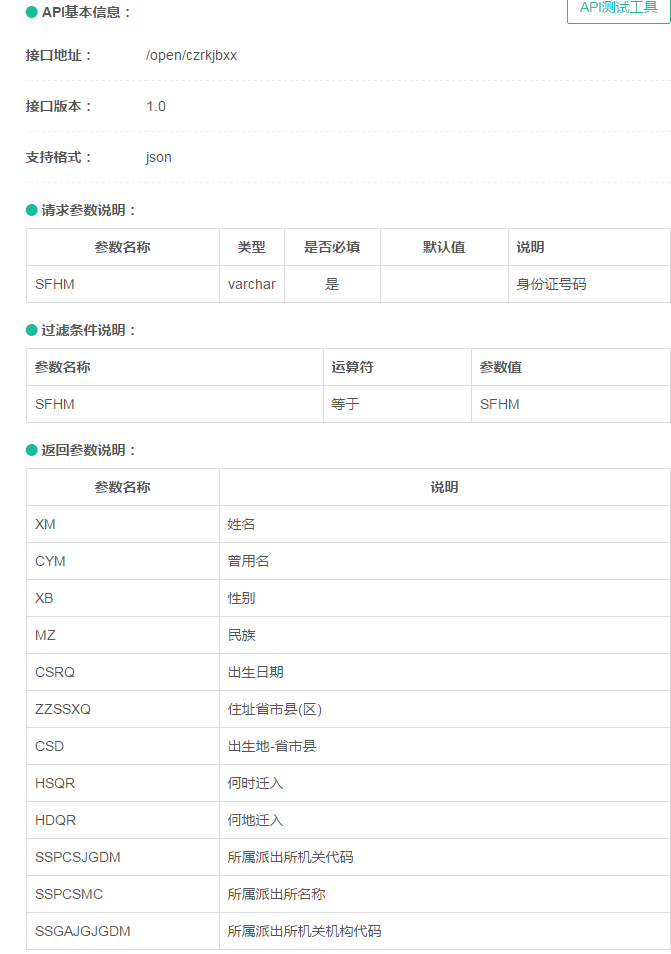 API基本信息：
API测试工具
接口地址： /open/czrkjbxx
接口版本： 1.0
支持格式： json
请求参数说明：
参数名称 类型 是否必填 默认值 说明
SFHM varchar 是 身份证号码
过滤条件说明：
参数名称 运算符 参数值
SFHM 等于 SFHM
返回参数说明：
参数名称 说明
XM 姓名
CYM 曾用名
XB 性别
MZ 民族
CSRQ 出生日期
ZZSSXQ 住址省市县(区)
CSD 出生地-省市县
HSQR 何时迁入
HDQR 何地迁入
SSPCSJGDM 所属派出所机关代码
SSPCSMC 所属派出所名称
SSGAJGJGDM 所属派出所机关机构代码